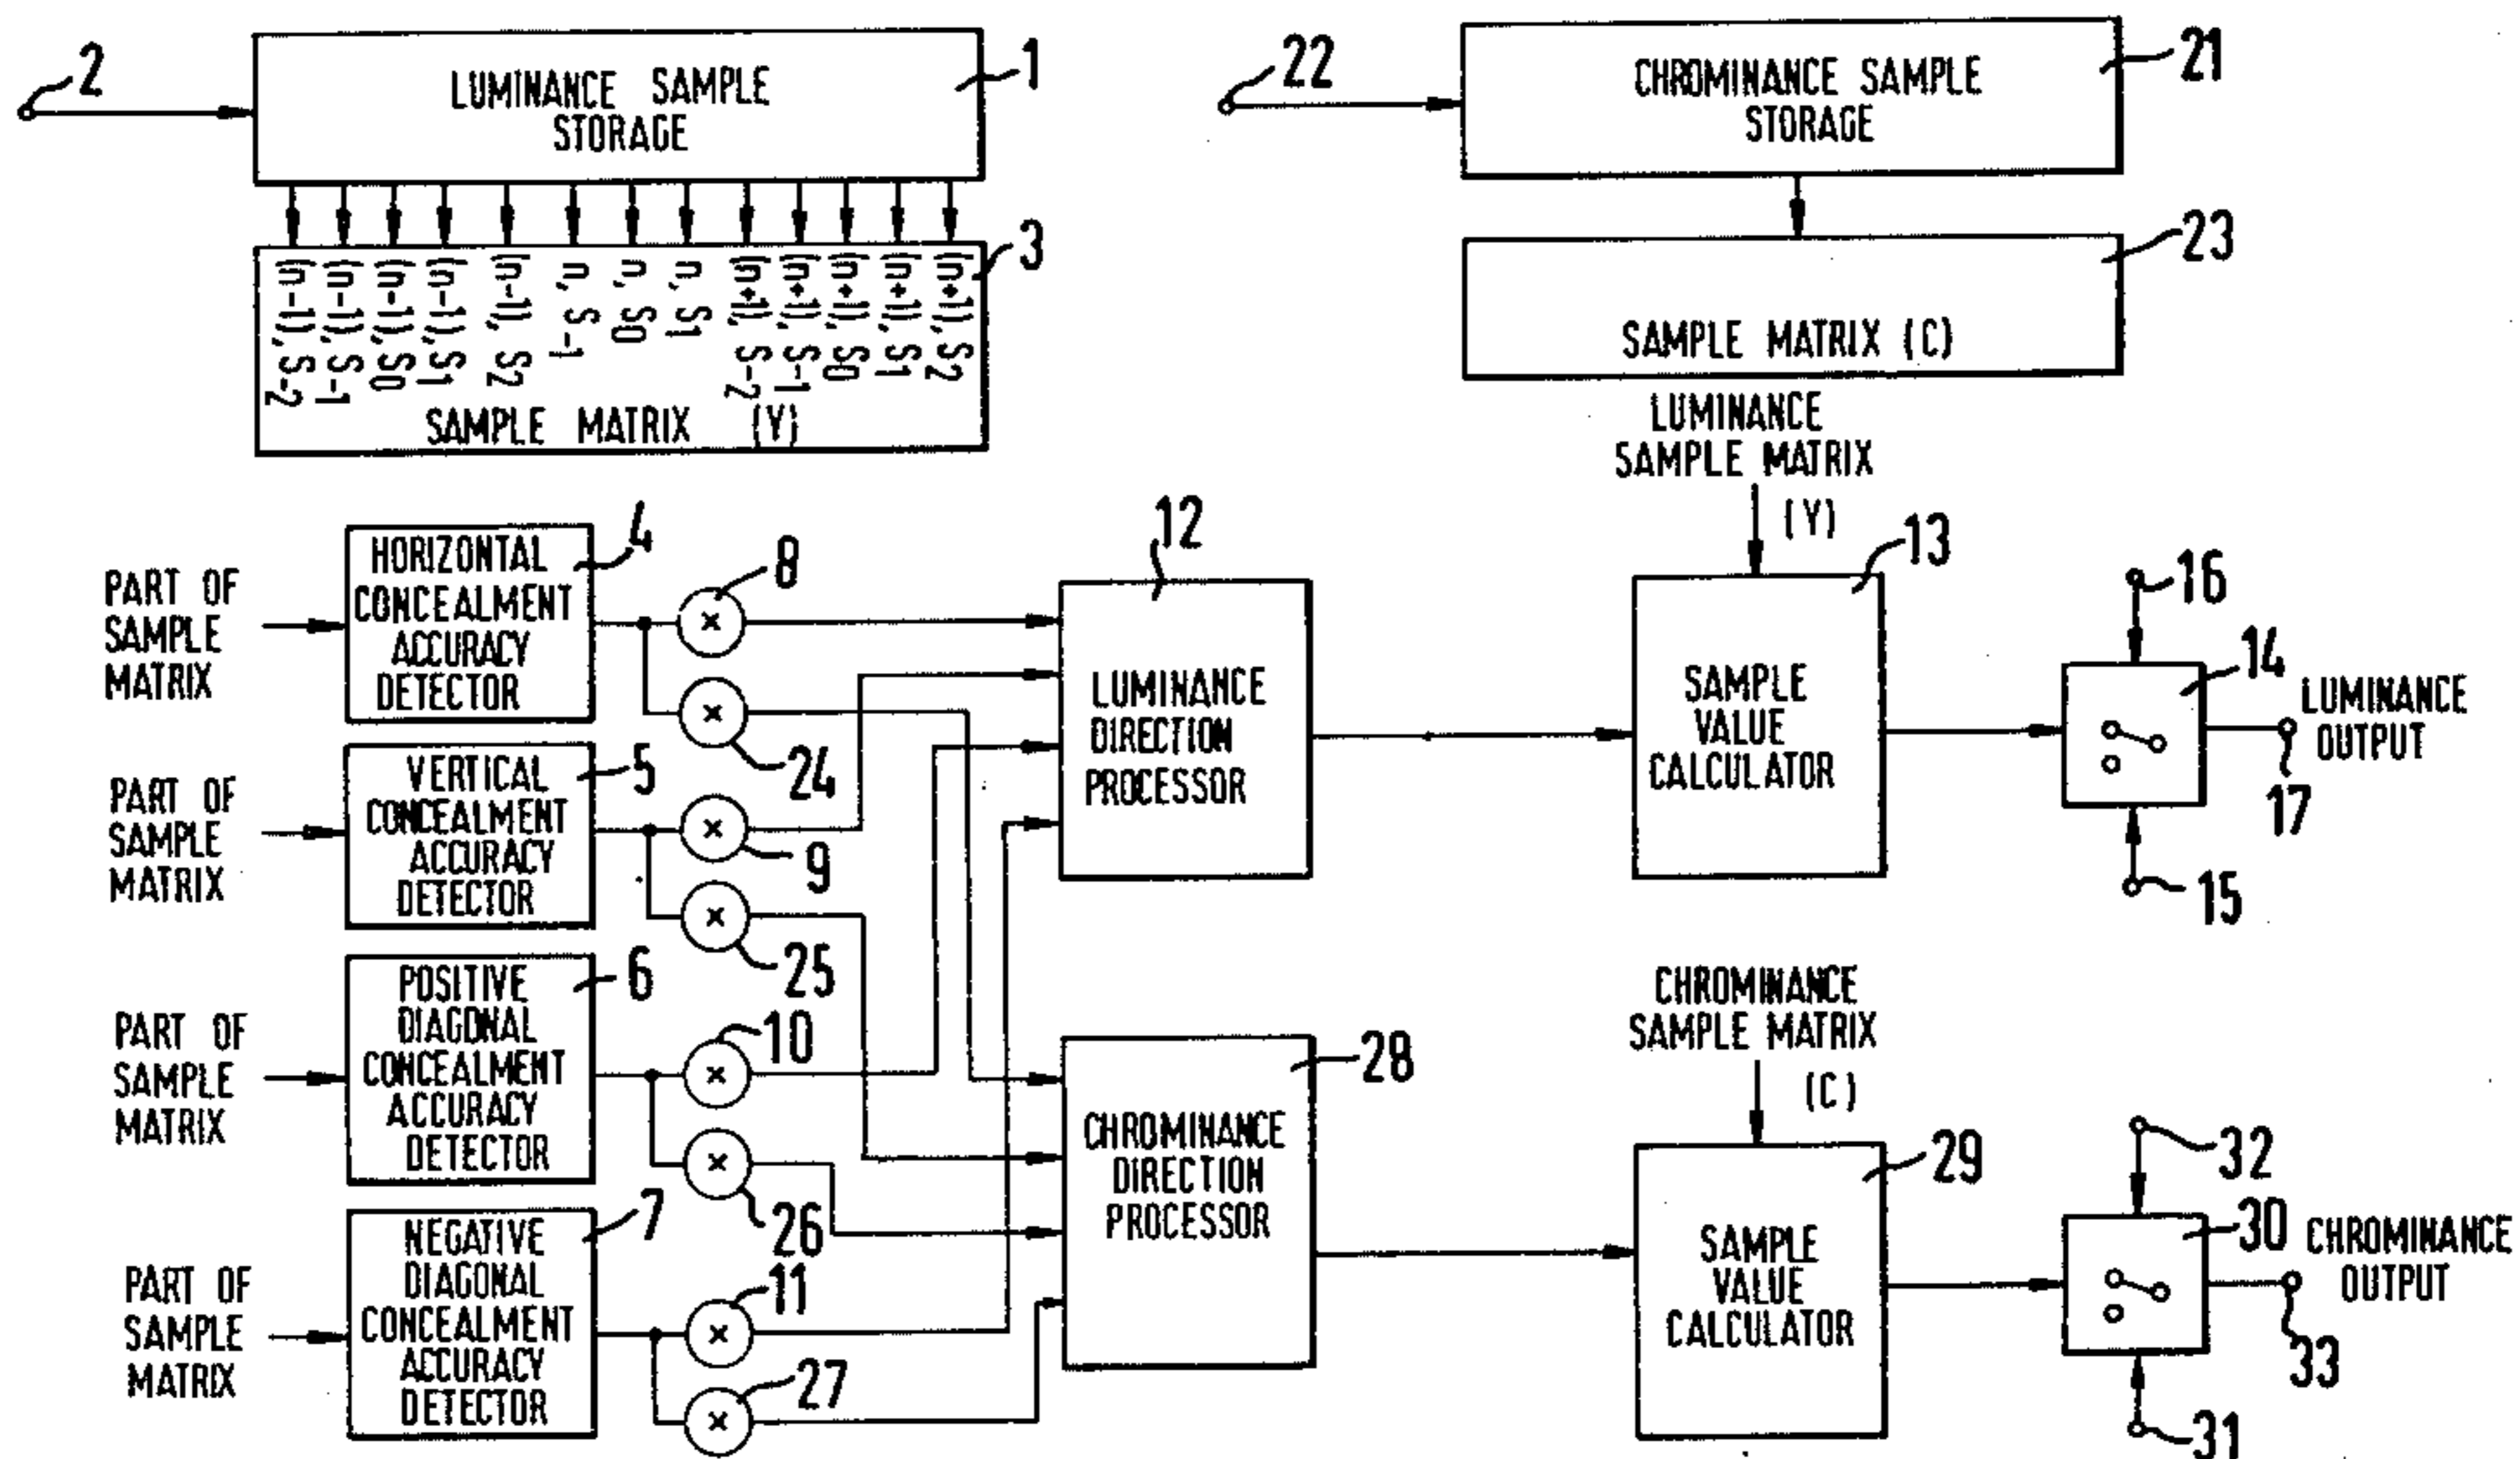 2
LUMINANCE SAMPLE
STORAGE
1
22
CHROMINANCE SAMPLE
STORAGE
21
3
(n-1), S-2
(n-1), S-1
(n-1), S0
(n-1), S1
(n-1), S2
n, S-1
n, S0
n, S1
(n+1), S-2
(n+1), S-1
(n+1), S0
(n+1), S1
(n+1), S2
SAMPLE MATRIX (Y)
23
SAMPLE MATRIX (C)
LUMINANCE
SAMPLE MATRIX
(Y)
PART OF
SAMPLE
MATRIX
HORIZONTAL
CONCEALMENT
ACCURACY
DETECTOR
4
8
24
PART OF
SAMPLE
MATRIX
VERTICAL
CONCEALMENT
ACCURACY
DETECTOR
5
9
25
PART OF
SAMPLE
MATRIX
POSITIVE
DIAGONAL
CONCEALMENT
ACCURACY
DETECTOR
6
10
26
PART OF
SAMPLE
MATRIX
NEGATIVE
DIAGONAL
CONCEALMENT
ACCURACY
DETECTOR
7
11
27
12
LUMINANCE
DIRECTION
PROCESSOR
13
SAMPLE
VALUE
CALCULATOR
16
14
LUMINANCE
OUTPUT
17
15
28
CHROMINANCE
DIRECTION
PROCESSOR
CHROMINANCE
SAMPLE MATRIX
(C)
29
SAMPLE
VALUE
CALCULATOR
32
30
CHROMINANCE
OUTPUT
33
31